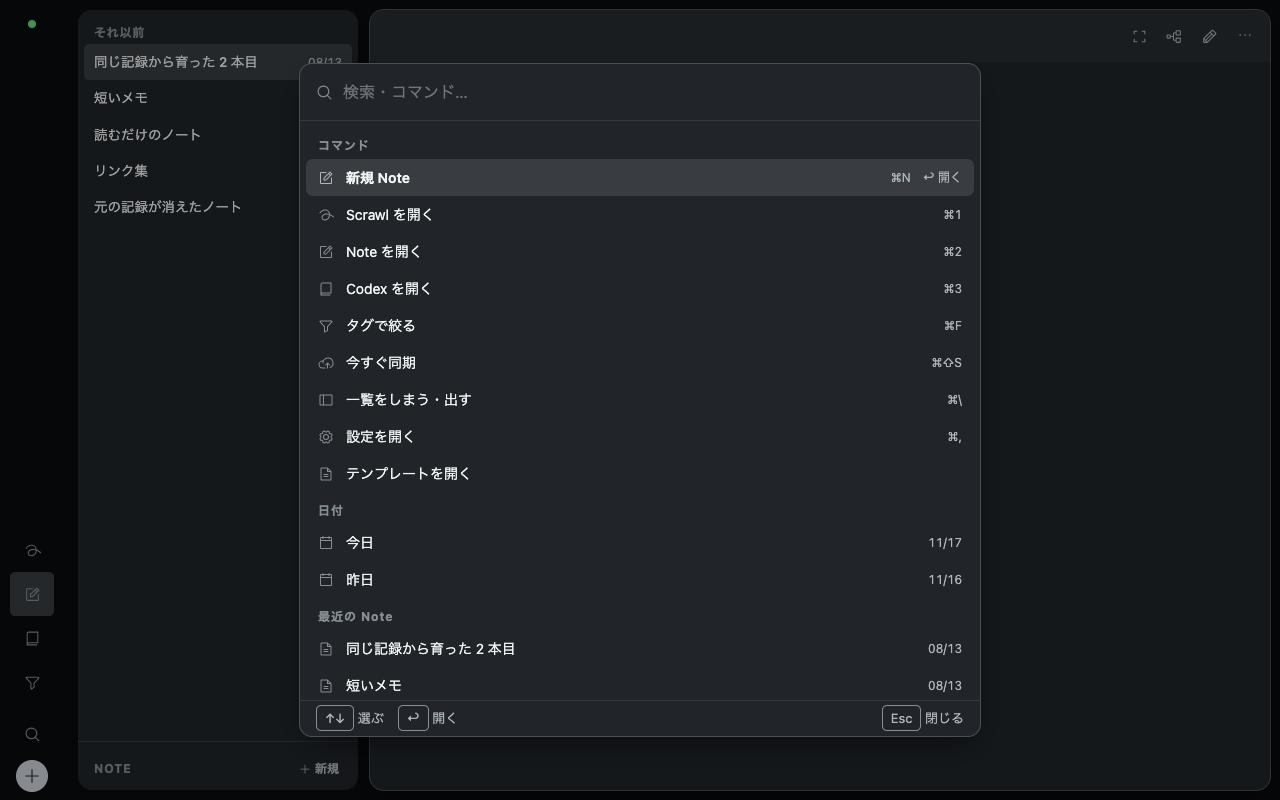 それ以前
同じ記録から育った 2 本目 08/13
短いメモ
読むだけのノート
リンク集
元の記録が消えたノート
NOTE
+ 新規
検索・コマンド...
コマンド
新規 Note ⌘N ↩ 開く
Scrawl を開く ⌘1
Note を開く ⌘2
Codex を開く ⌘3
タグで絞る ⌘F
今すぐ同期 ⌘⇧S
一覧をしまう・出す ⌘\
設定を開く ⌘,
テンプレートを開く
日付
今日 11/17
昨日 11/16
最近の Note
同じ記録から育った 2 本目 08/13
短いメモ 08/13
↑↓ 選ぶ ↩ 開く Esc 閉じる